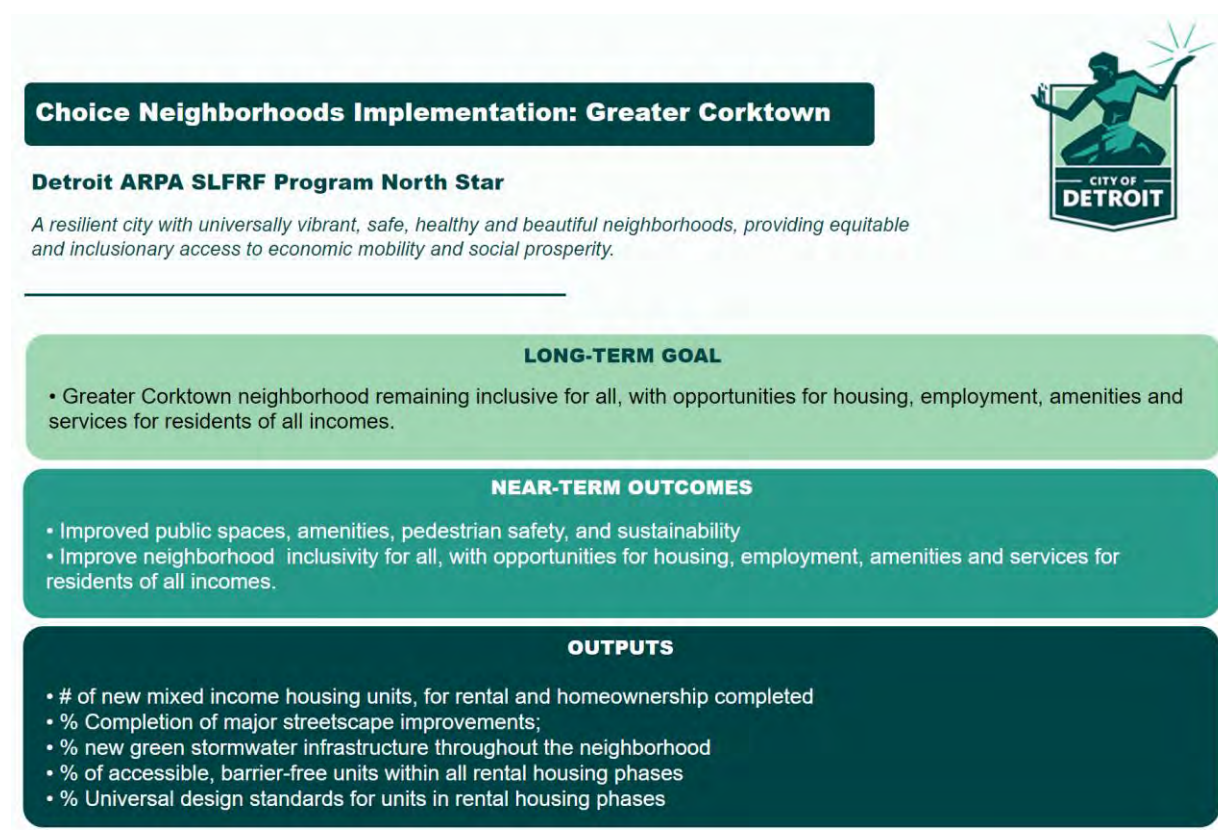 Choice Neighborhoods Implementation: Greater Corktown
CITY OF
DETROIT
Detroit ARPA SLFRF Program North Star
A resilient city with universally vibrant, safe, healthy and beautiful neighborhoods, providing equitable
and inclusionary access to economic mobility and social prosperity.
LONG-TERM GOAL
• Greater Corktown neighborhood remaining inclusive for all, with opportunities for housing, employment, amenities and
services for residents of all incomes.
NEAR-TERM OUTCOMES
• Improved public spaces, amenities, pedestrian safety, and sustainability
• Improve neighborhood  inclusivity for all, with opportunities for housing, employment, amenities and services for
residents of all incomes.
OUTPUTS
• # of new mixed income housing units, for rental and homeownership completed
• % Completion of major streetscape improvements;
• % new green stormwater infrastructure throughout the neighborhood
• % of accessible, barrier-free units within all rental housing phases
• % Universal design standards for units in rental housing phases